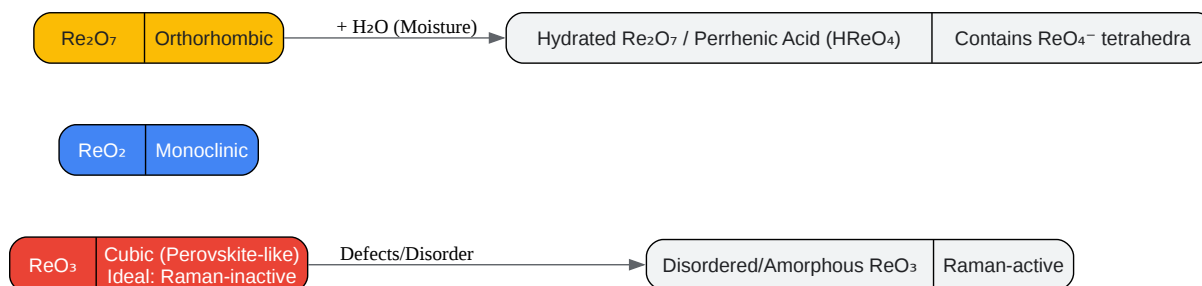 + H2O (Moisture)
Re₂O₇ Orthorhombic Hydrated Re₂O₇ / Perrhenic Acid (HReO₄) Contains ReO₄⁻ tetrahedra
ReO₂ Monoclinic
Defects/Disorder
ReO₃ Cubic (Perovskite-like)
Ideal: Raman-inactive
Disordered/Amorphous ReO₃ Raman-active